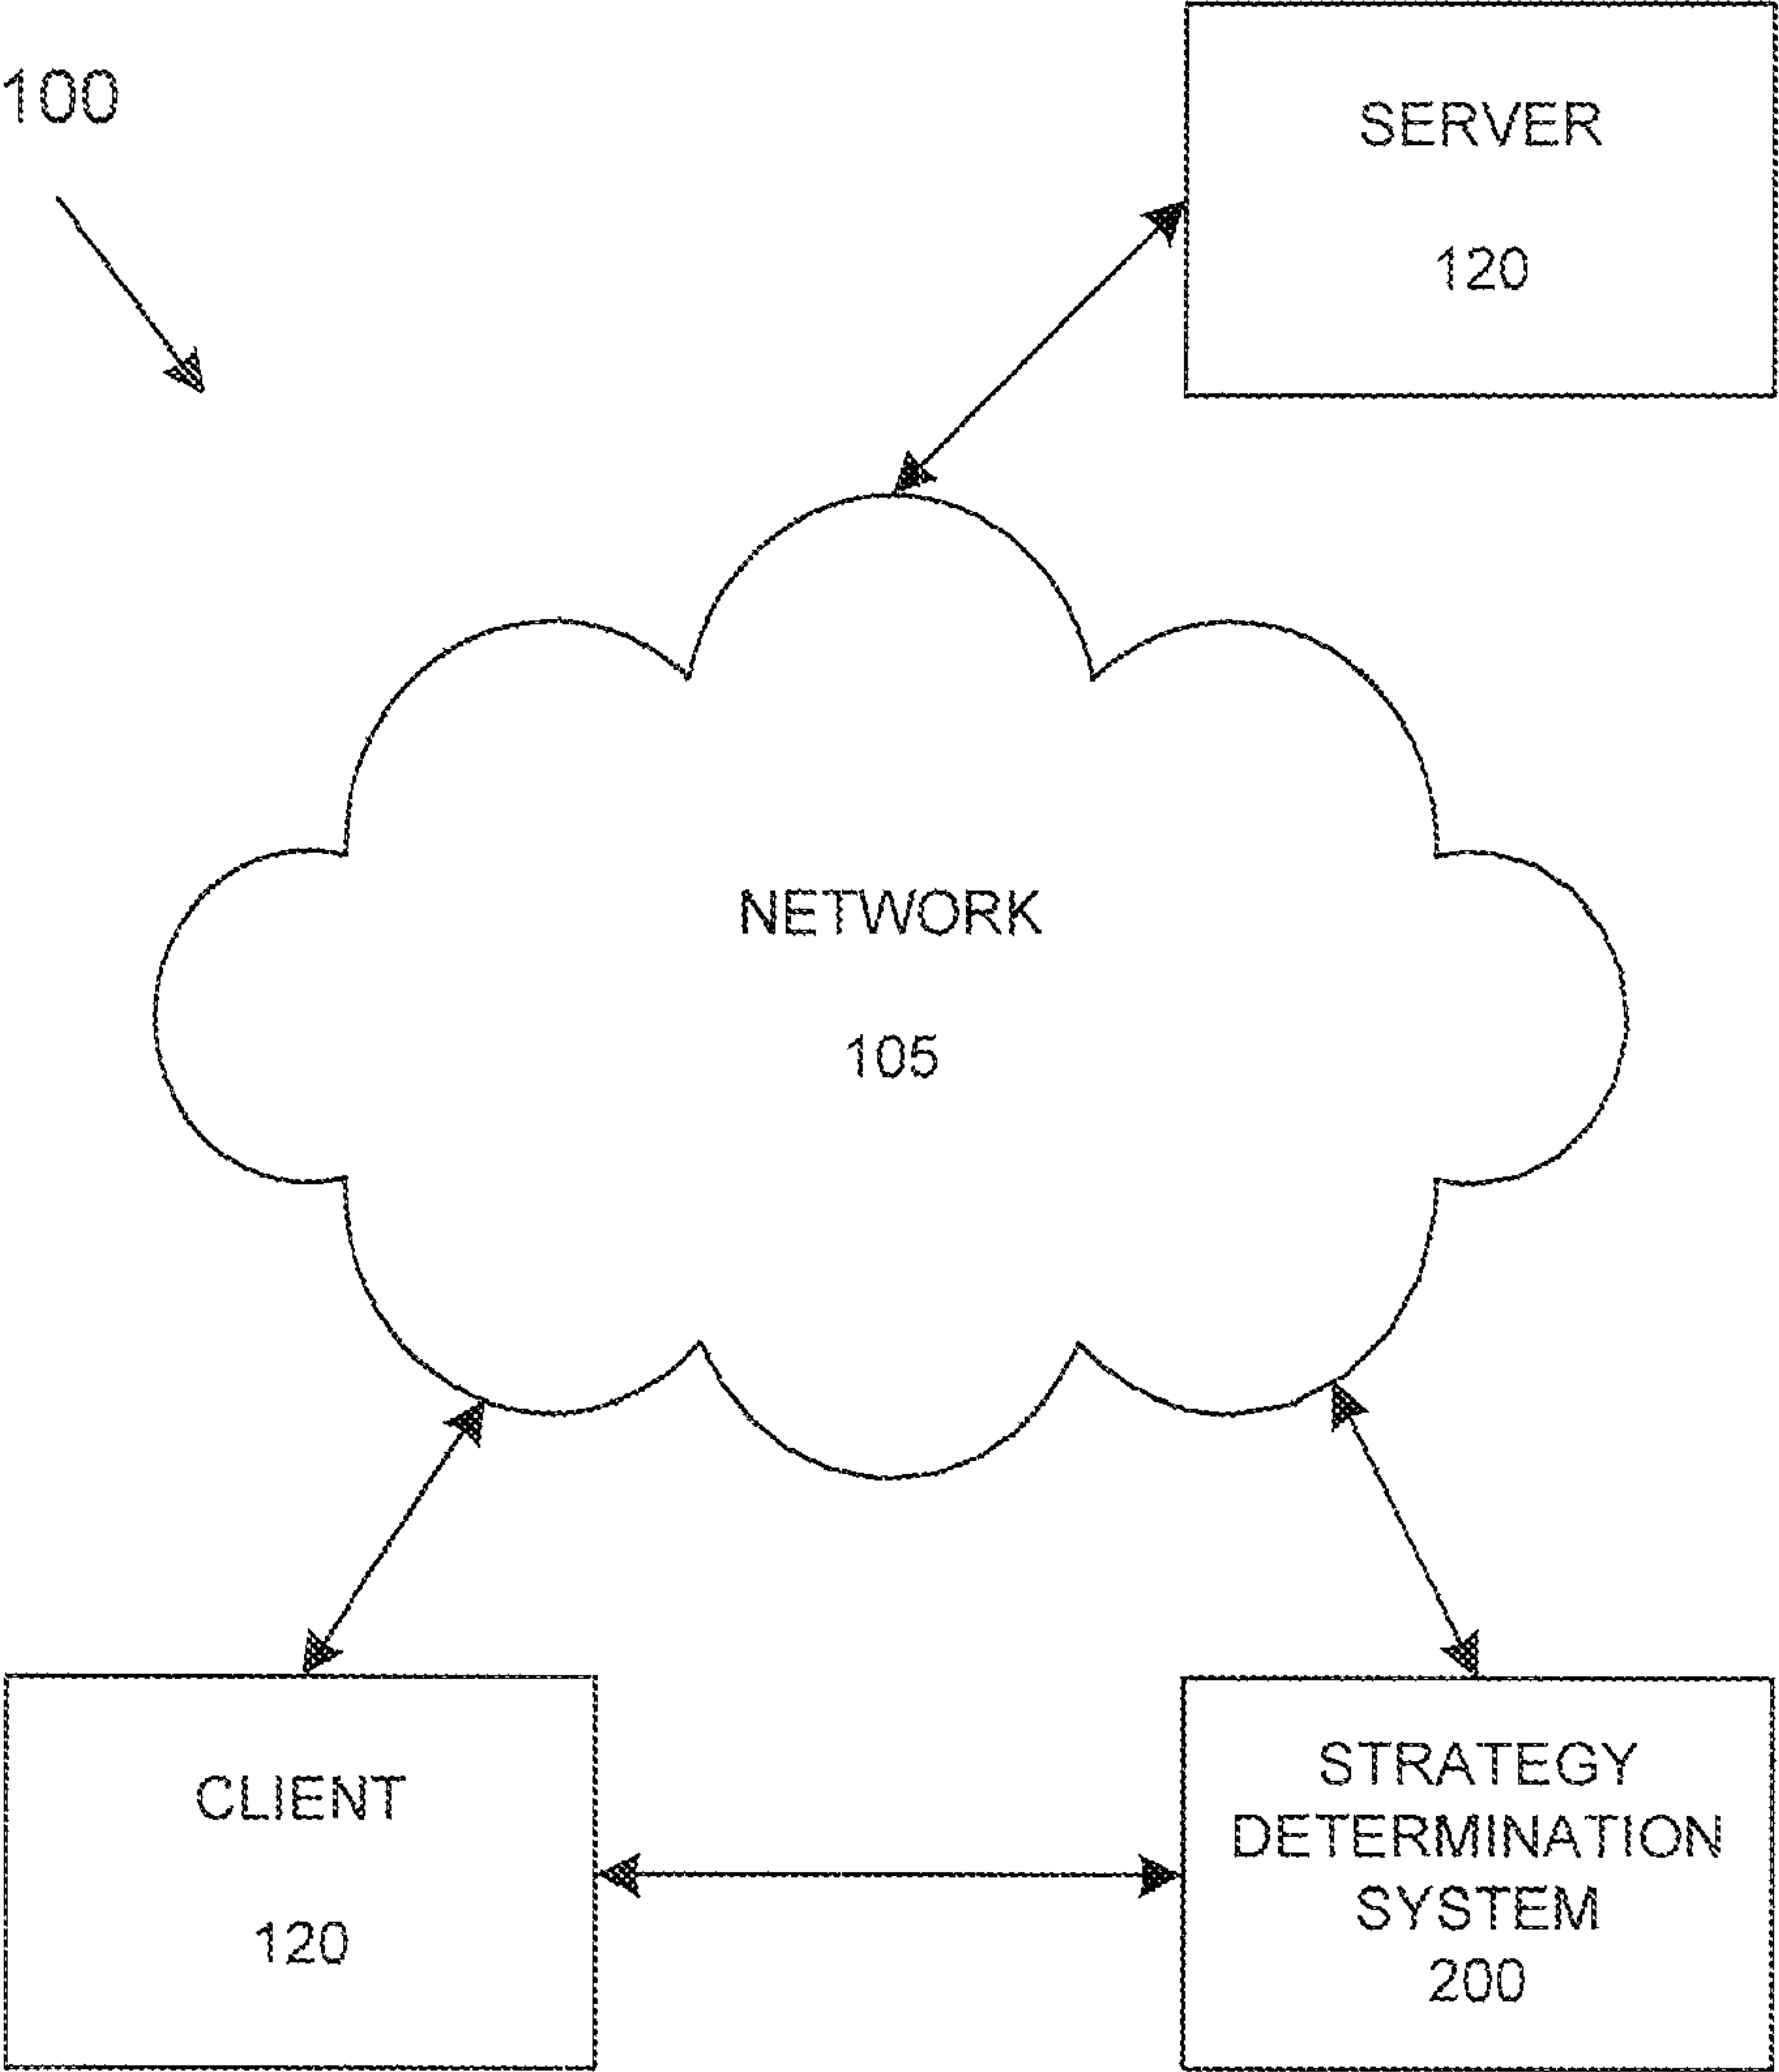 100
SERVER
120
NETWORK
105
CLIENT
120
STRATEGY
DETERMINATION
SYSTEM
200